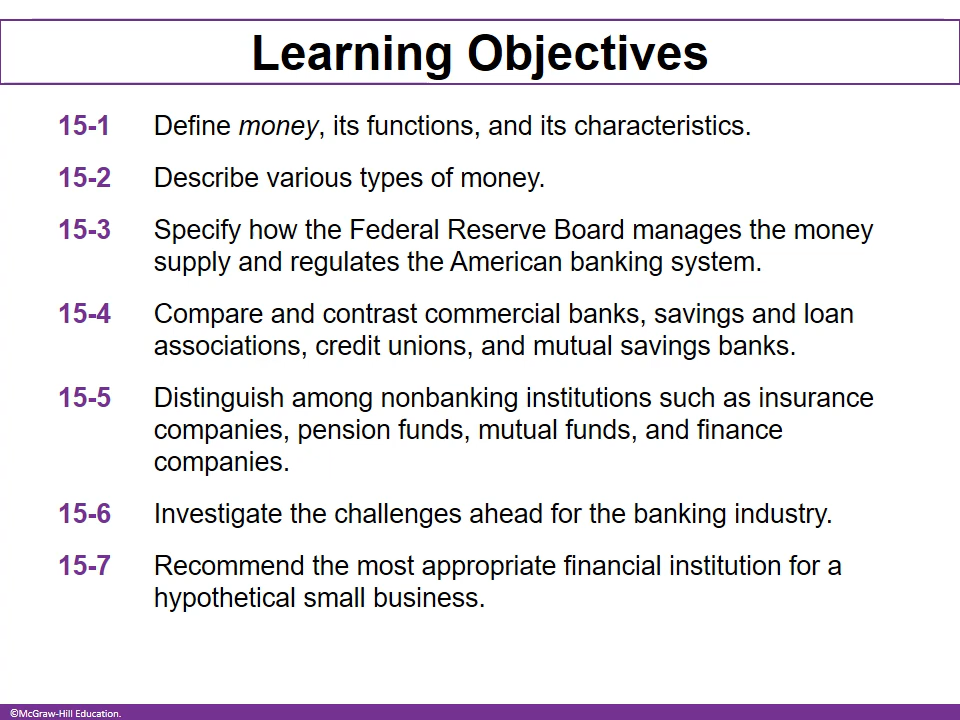 Learning Objectives
15-1 Define money, its functions, and its characteristics.
15-2 Describe various types of money.
15-3 Specify how the Federal Reserve Board manages the money
supply and regulates the American banking system.
15-4 Compare and contrast commercial banks, savings and loan
associations, credit unions, and mutual savings banks.
15-5 Distinguish among nonbanking institutions such as insurance
companies, pension funds, mutual funds, and finance
companies.
15-6 Investigate the challenges ahead for the banking industry.
15-7 Recommend the most appropriate financial institution for a
hypothetical small business.
©McGraw-Hill Education.